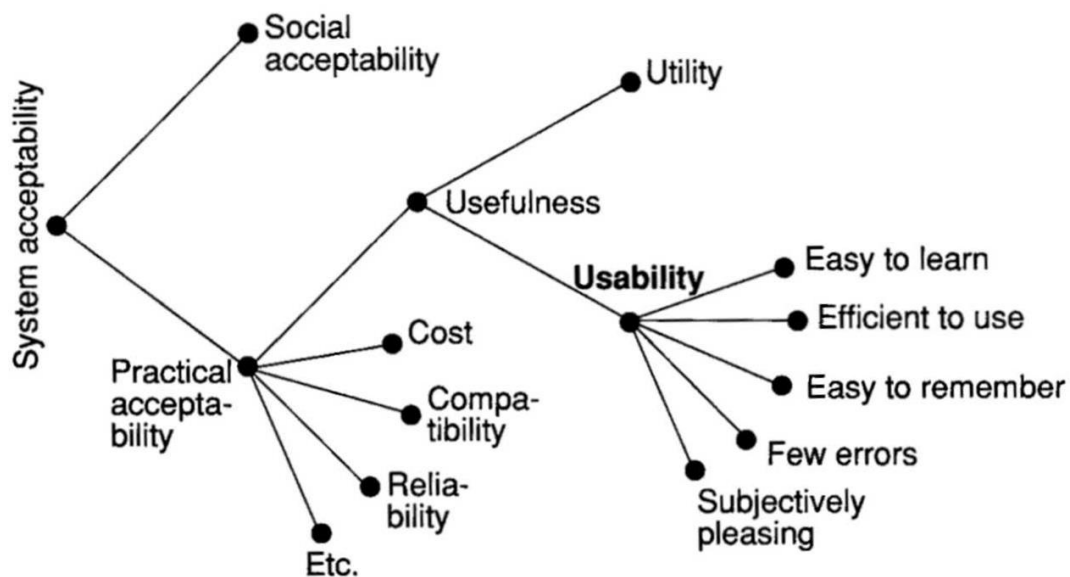 System acceptability
Social
acceptability
Practical
accepta-
bility
Usefulness
Cost
Compa-
tibility
Relia-
bility
Etc.
Utility
Usability
Easy to learn
Efficient to use
Easy to remember
Few errors
Subjectively
pleasing